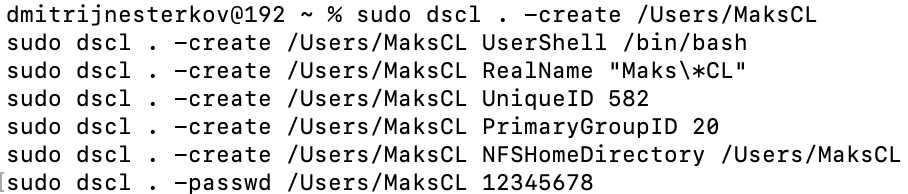 dmitrijnesterkov@192 ~ % sudo dscl . -create /Users/MaksCL
sudo dscl . -create /Users/MaksCL UserShell /bin/bash
sudo dscl . -create /Users/MaksCL RealName "Maks\*CL"
sudo dscl . -create /Users/MaksCL UniqueID 582
sudo dscl . -create /Users/MaksCL PrimaryGroupID 20
sudo dscl . -create /Users/MaksCL NFSHomeDirectory /Users/MaksCL
[sudo dscl . -passwd /Users/MaksCL 12345678